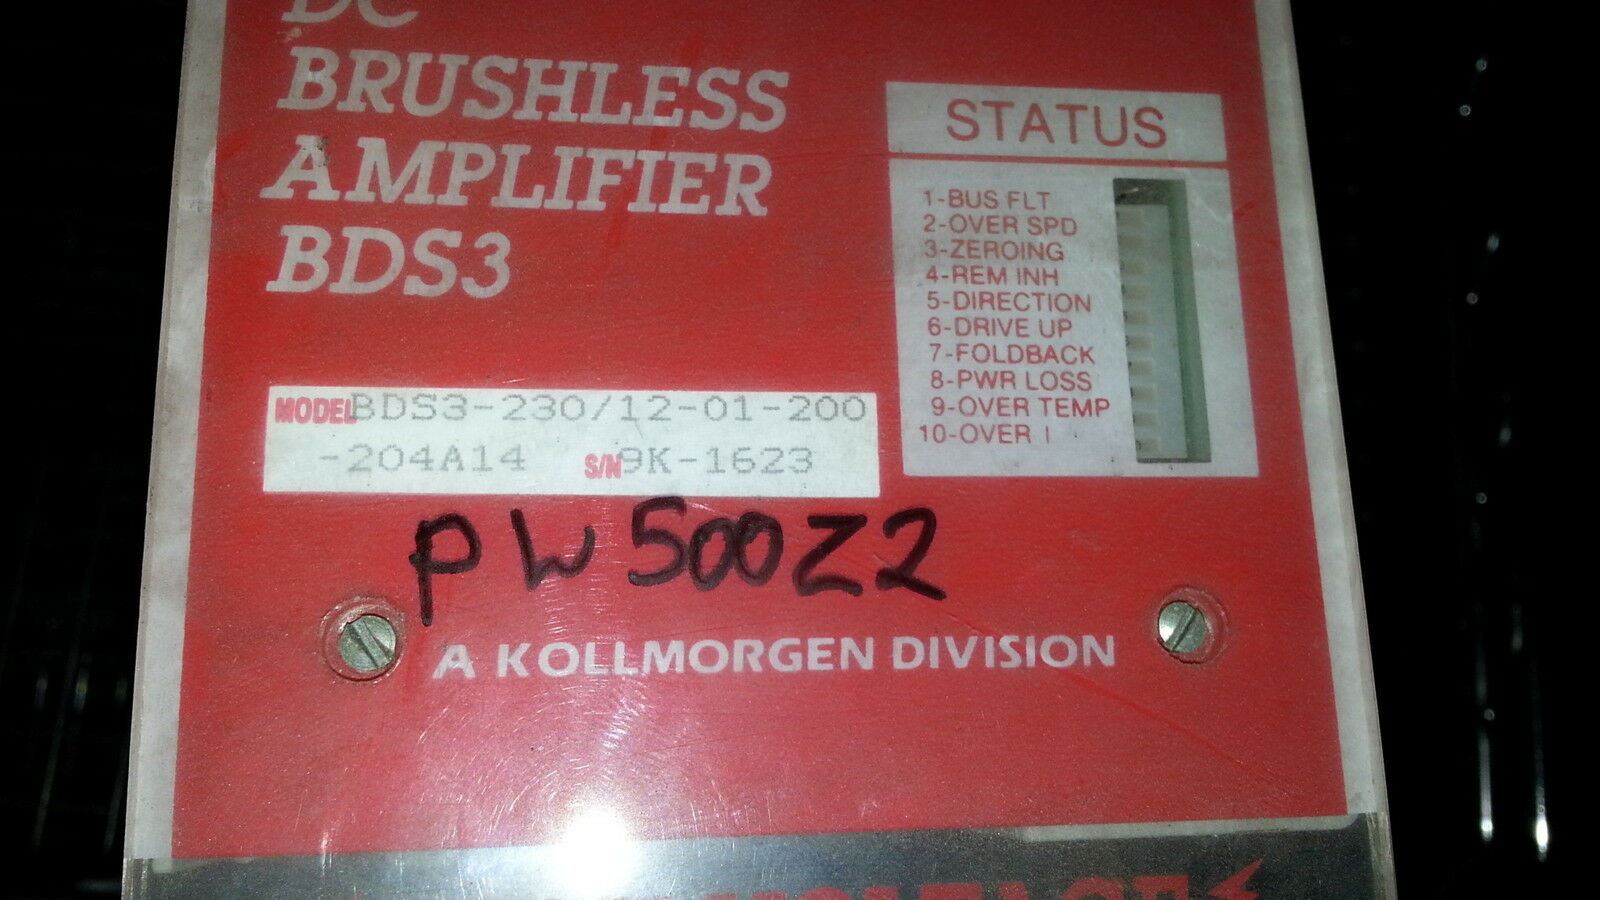 DC
BRUSHLESS
AMPLIFIER
BDS3
MODEL BDS3-230/12-01-200
-204A14 S/N 9K-1623
STATUS
1-BUS FLT
2-OVER SPD
3-ZEROING
4-REM INH
5-DIRECTION
6-DRIVE UP
7-FOLDBACK
8-PWR LOSS
9-OVER TEMP
10-OVER I
PW500Z2
A KOLLMORGEN DIVISION